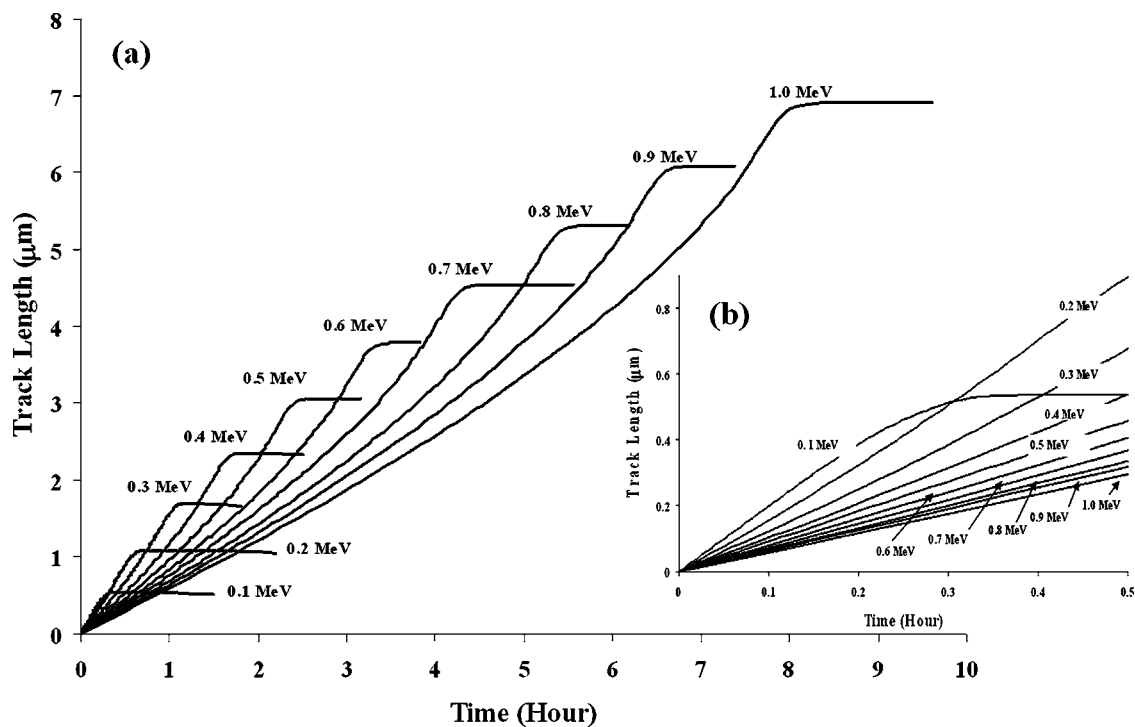 (a)
8
7
6
5
4
3
2
1
0
Track Length (μm)
0 1 2 3 4 5 6 7 8 9 10
Time (Hour)
1.0 MeV
0.9 MeV
0.8 MeV
0.7 MeV
0.6 MeV
0.5 MeV
0.4 MeV
0.3 MeV
0.2 MeV
0.1 MeV
(b)
0.8
0.6
0.4
0.2
0
Track Length (μm)
0 0.1 0.2 0.3 0.4 0.5
Time (Hour)
0.2 MeV
0.3 MeV
0.1 MeV
0.4 MeV
0.5 MeV
0.6 MeV
0.7 MeV
0.8 MeV
0.9 MeV
1.0 MeV